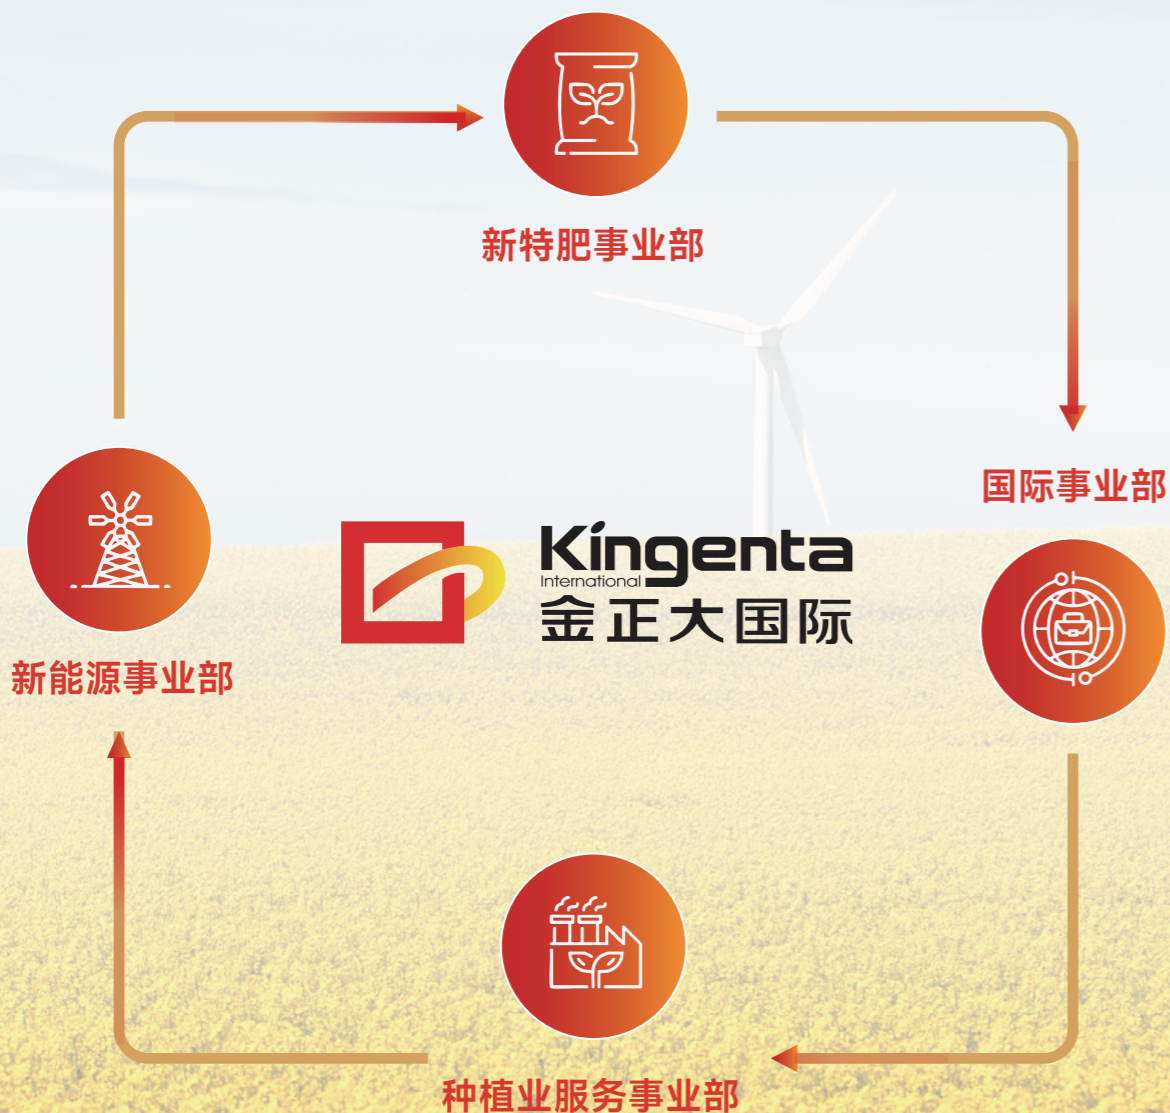 新特肥事业部
国际事业部
Kingenta
International
金正大国际
新能源事业部
种植业服务事业部